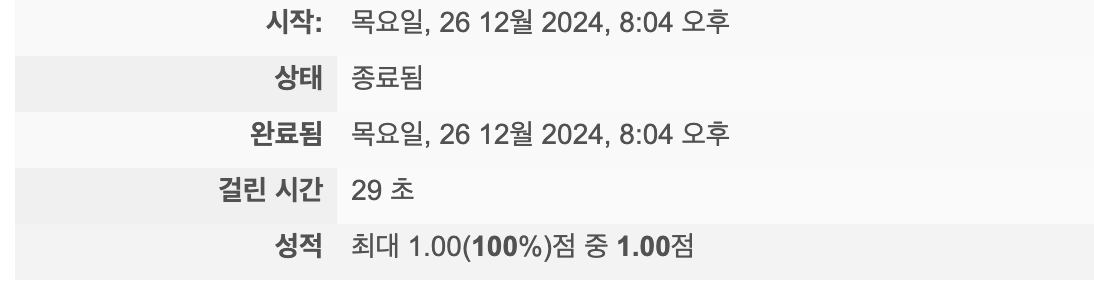 시작: 목요일, 26 12월 2024, 8:04 오후
상태 종료됨
완료됨 목요일, 26 12월 2024, 8:04 오후
걸린 시간 29 초
성적 최대 1.00(100%)점 중 1.00점